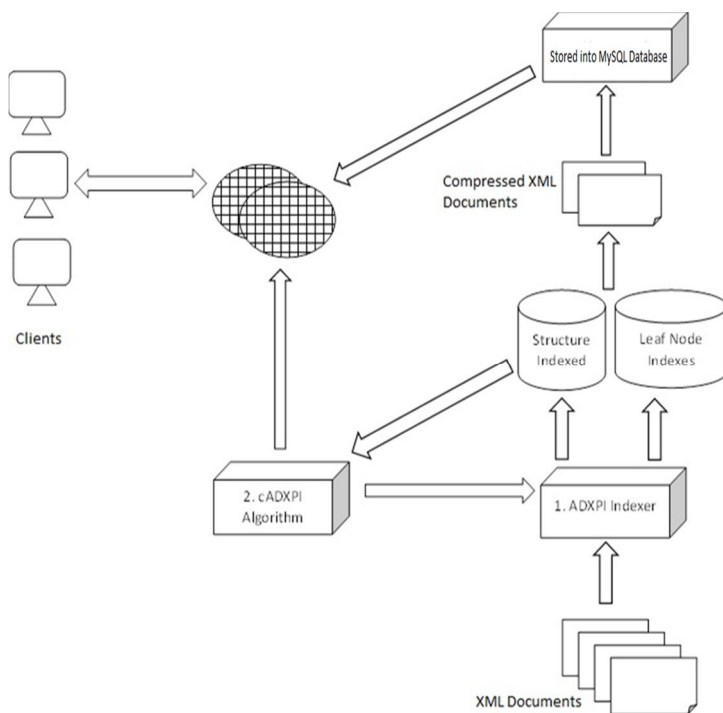 Stored into MySQL Database
Compressed XML
Documents
Clients
Structure
Indexed
Leaf Node
Indexes
2. cADXPI
Algorithm
1. ADXPI Indexer
XML Documents